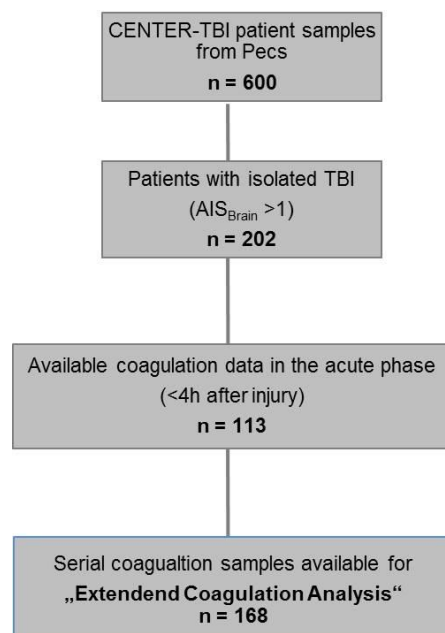 CENTER-TBI patient samples
from Pecs
n = 600
Patients with isolated TBI
(AISBrain >1)
n = 202
Available coagulation data in the acute phase
(<4h after injury)
n = 113
Serial coagualtion samples available for
„Extendend Coagulation Analysis“
n = 168